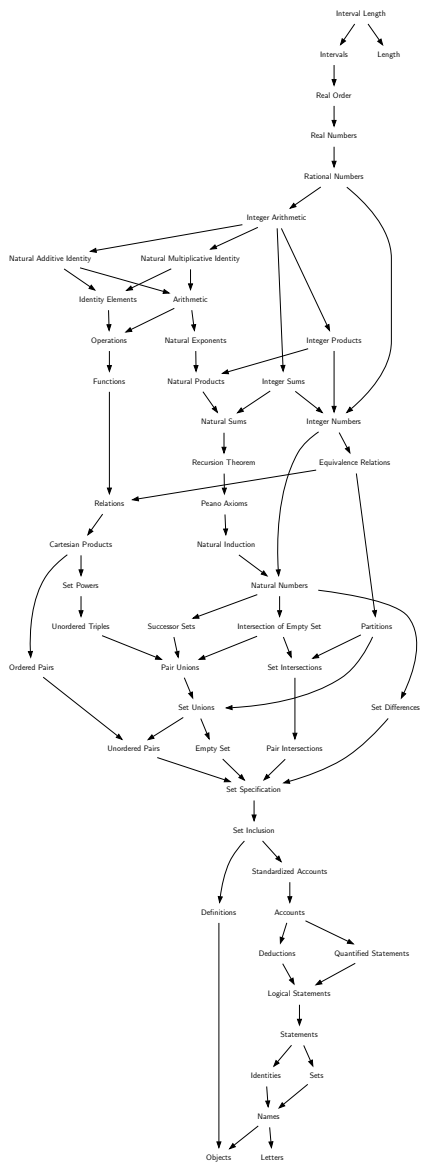 Interval Length
Intervals
Length
Real Order
Real Numbers
Rational Numbers
Integer Arithmetic
Natural Additive Identity
Natural Multiplicative Identity
Identity Elements
Arithmetic
Operations
Natural Exponents
Integer Products
Functions
Natural Products
Integer Sums
Natural Sums
Integer Numbers
Recursion Theorem
Equivalence Relations
Relations
Peano Axioms
Cartesian Products
Natural Induction
Set Powers
Natural Numbers
Unordered Triples
Successor Sets
Intersection of Empty Set
Partitions
Ordered Pairs
Pair Unions
Set Intersections
Set Unions
Set Differences
Unordered Pairs
Empty Set
Pair Intersections
Set Specification
Set Inclusion
Standardized Accounts
Definitions
Accounts
Deductions
Quantified Statements
Logical Statements
Statements
Identities
Sets
Names
Objects
Letters